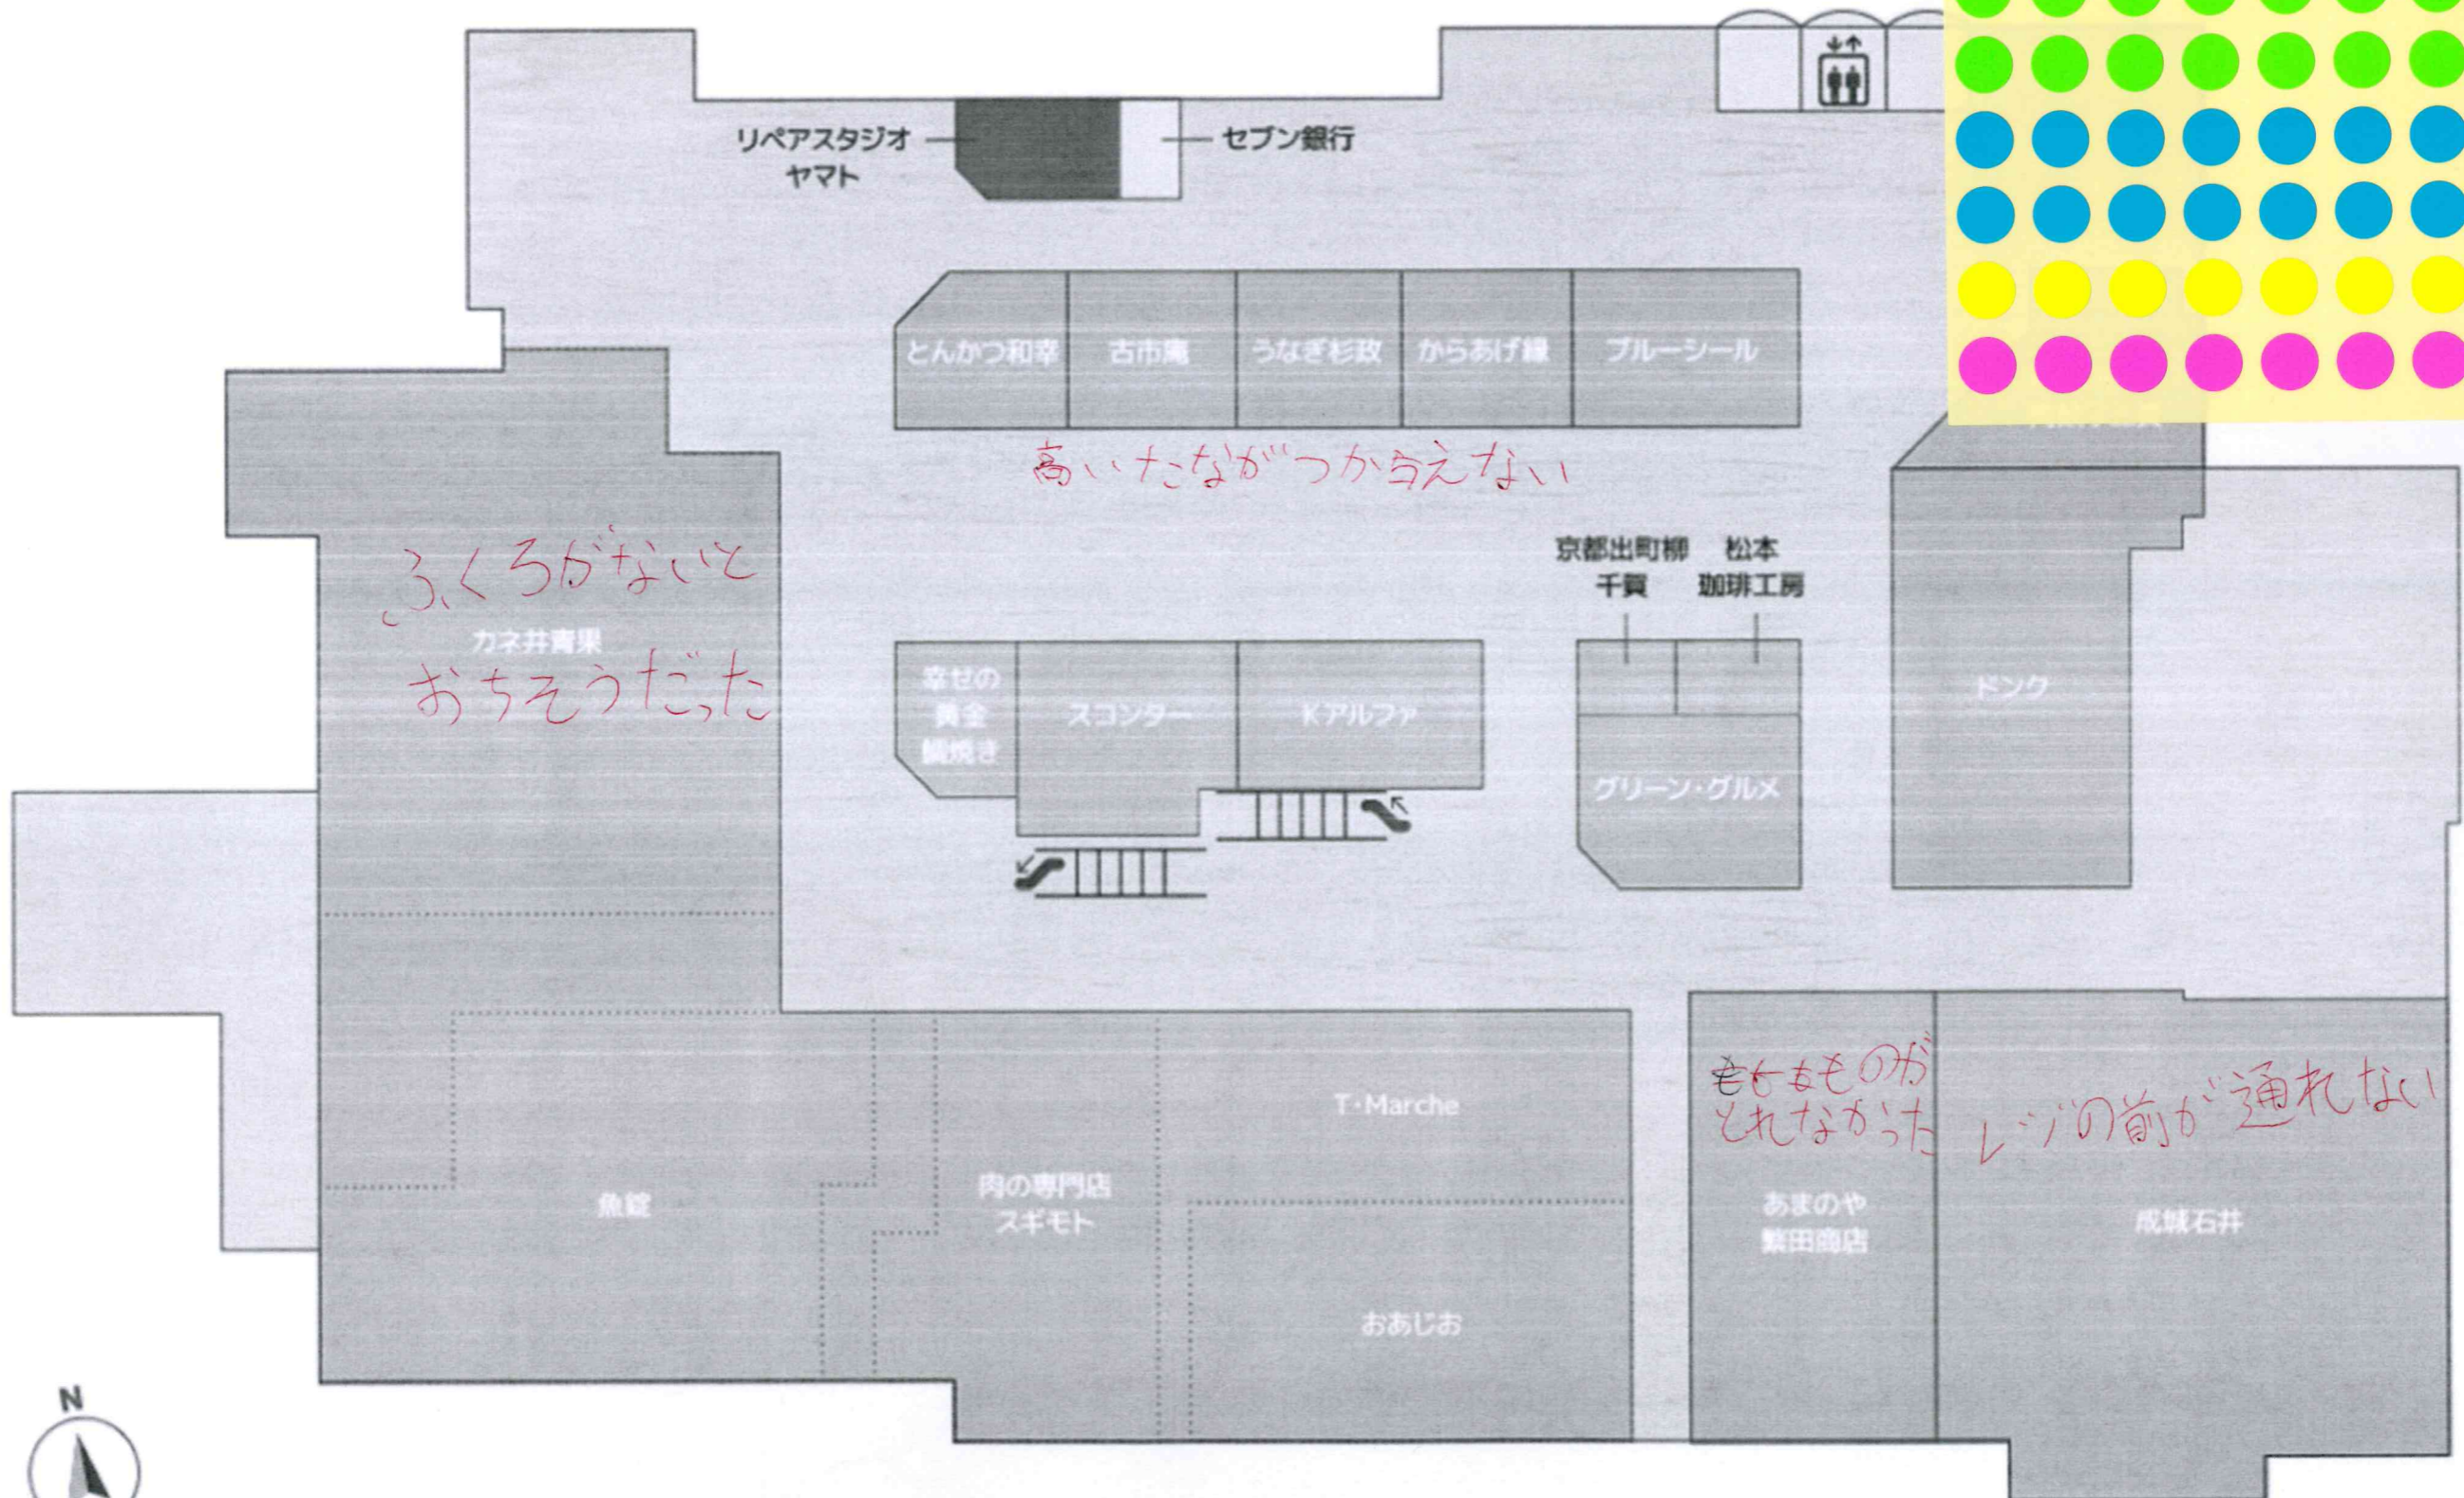 リペアスタジオ
ヤマト
セブン銀行
とんかつ和幸
古市庵
うなぎ杉政
からあげ縁
ブルーシール
高いたながつかえない
ふくろがないと
カネ井青果
おちそうだった
京都出町柳
千賀
松本
珈琲工房
幸せの
黄金
鯛焼き
スコンター
Kアルファ
グリーン・グルメ
ドンク
T・Marche
ものが
とれなかった
レジの前が通れない
魚錠
肉の専門店
スギモト
あまのや
繁田商店
成城石井
おあじお
N